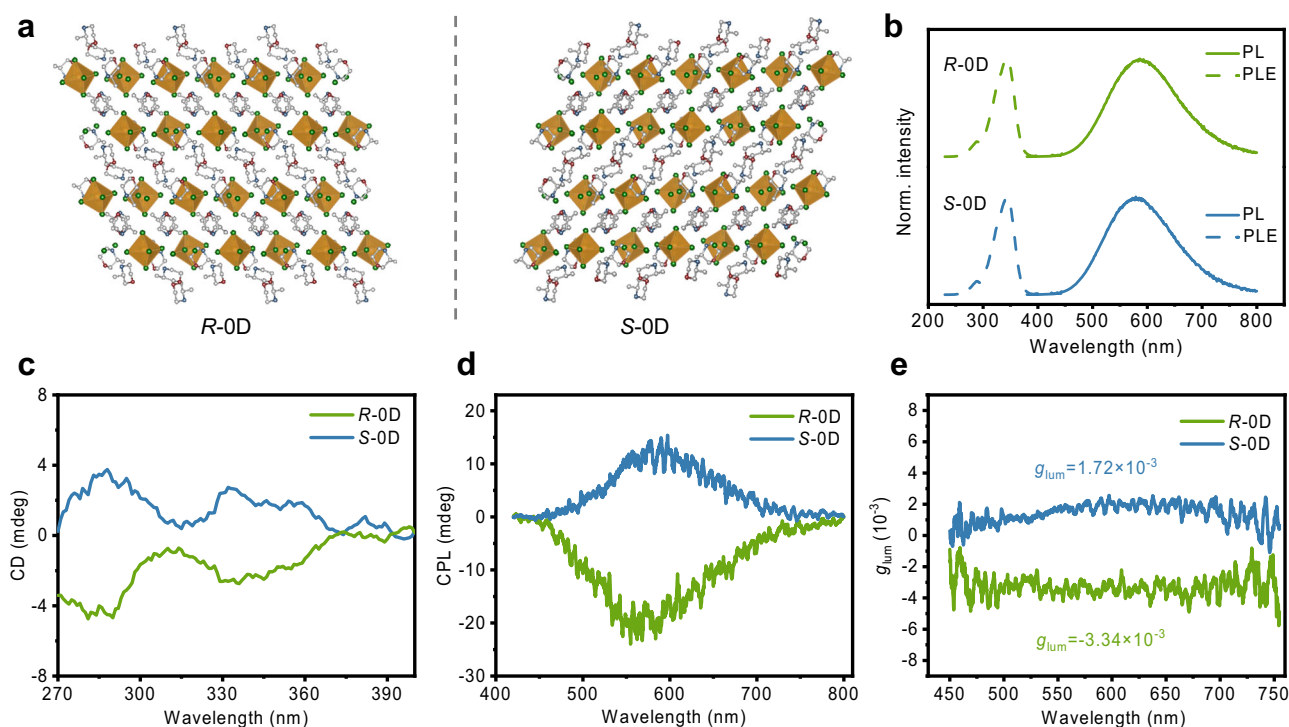 a
R-0D
S-0D
b
R-0D
PL
PLE
S-0D
PL
PLE
Norm. intensity
200 300 400 500 600 700 800
Wavelength (nm)
c
8
4
0
-4
-8
CD (mdeg)
R-0D
S-0D
270 300 330 360 390
Wavelength (nm)
d
20
10
0
-10
-20
-30
CPL (mdeg)
R-0D
S-0D
400 500 600 700 800
Wavelength (nm)
e
8
6
4
2
0
-2
-4
-6
-8
glum (10-3)
R-0D
S-0D
glum=1.72×10-3
glum=-3.34×10-3
450 500 550 600 650 700 750
Wavelength (nm)